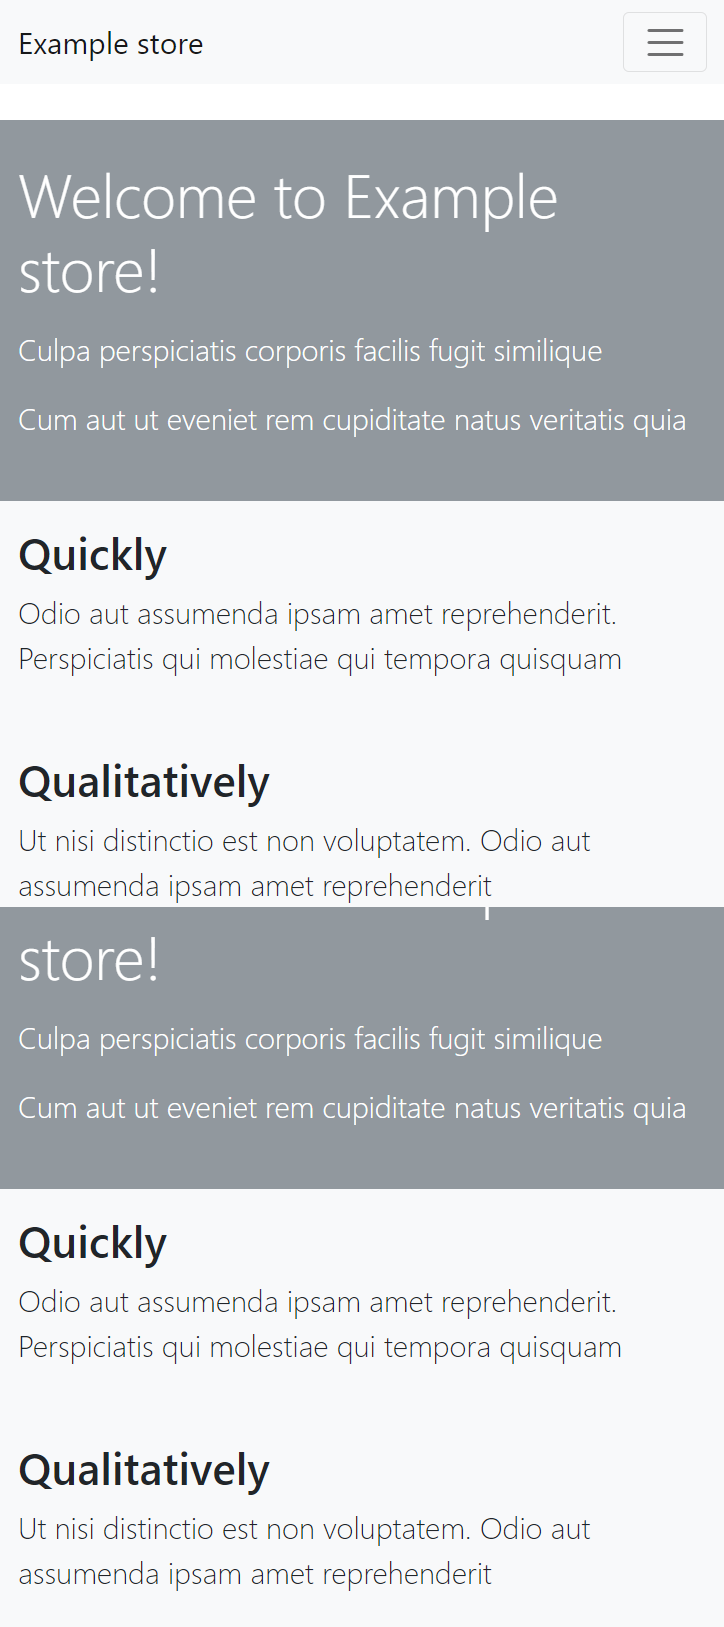 Example store
Welcome to Example
store!
Culpa perspiciatis corporis facilis fugit similique
Cum aut ut eveniet rem cupiditate natus veritatis quia
Quickly
Odio aut assumenda ipsam amet reprehenderit.
Perspiciatis qui molestiae qui tempora quisquam
Qualitatively
Ut nisi distinctio est non voluptatem. Odio aut
assumenda ipsam amet reprehenderit
store!
Culpa perspiciatis corporis facilis fugit similique
Cum aut ut eveniet rem cupiditate natus veritatis quia
Quickly
Odio aut assumenda ipsam amet reprehenderit.
Perspiciatis qui molestiae qui tempora quisquam
Qualitatively
Ut nisi distinctio est non voluptatem. Odio aut
assumenda ipsam amet reprehenderit